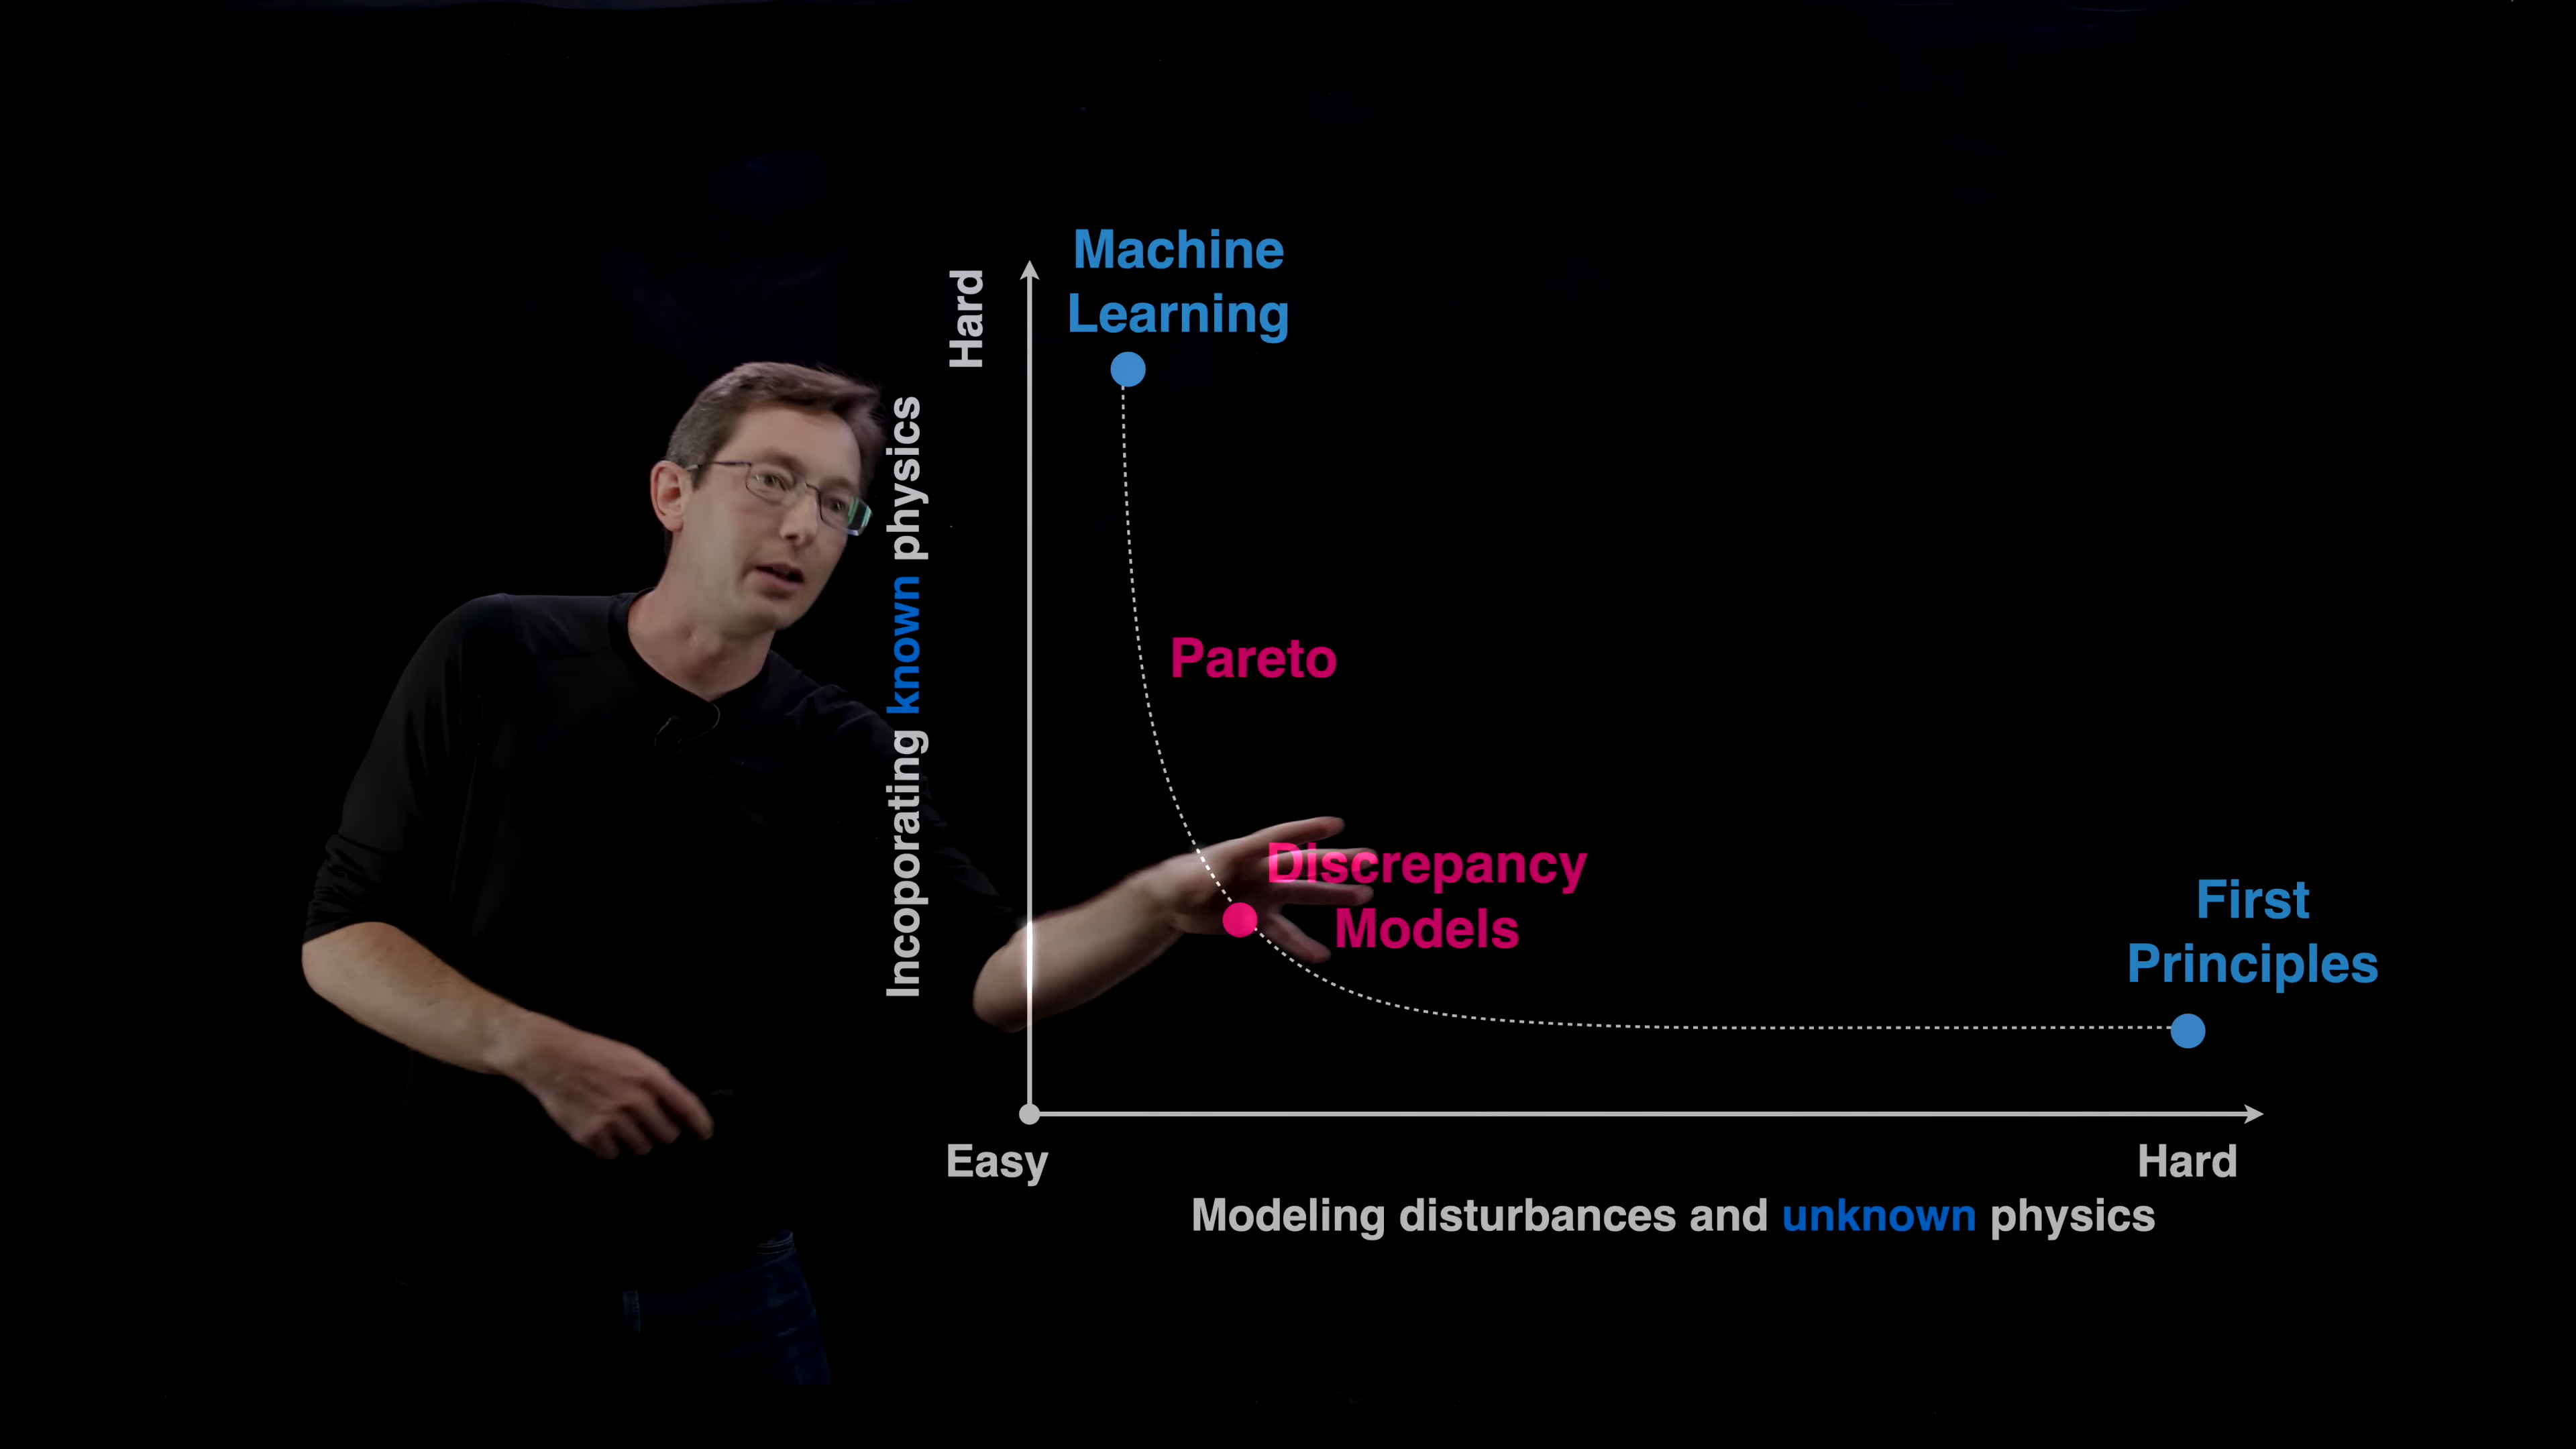 Machine
Learning
Hard
Incoporating known physics
Pareto
Discrepancy
Models
First
Principles
Easy
Hard
Modeling disturbances and unknown physics